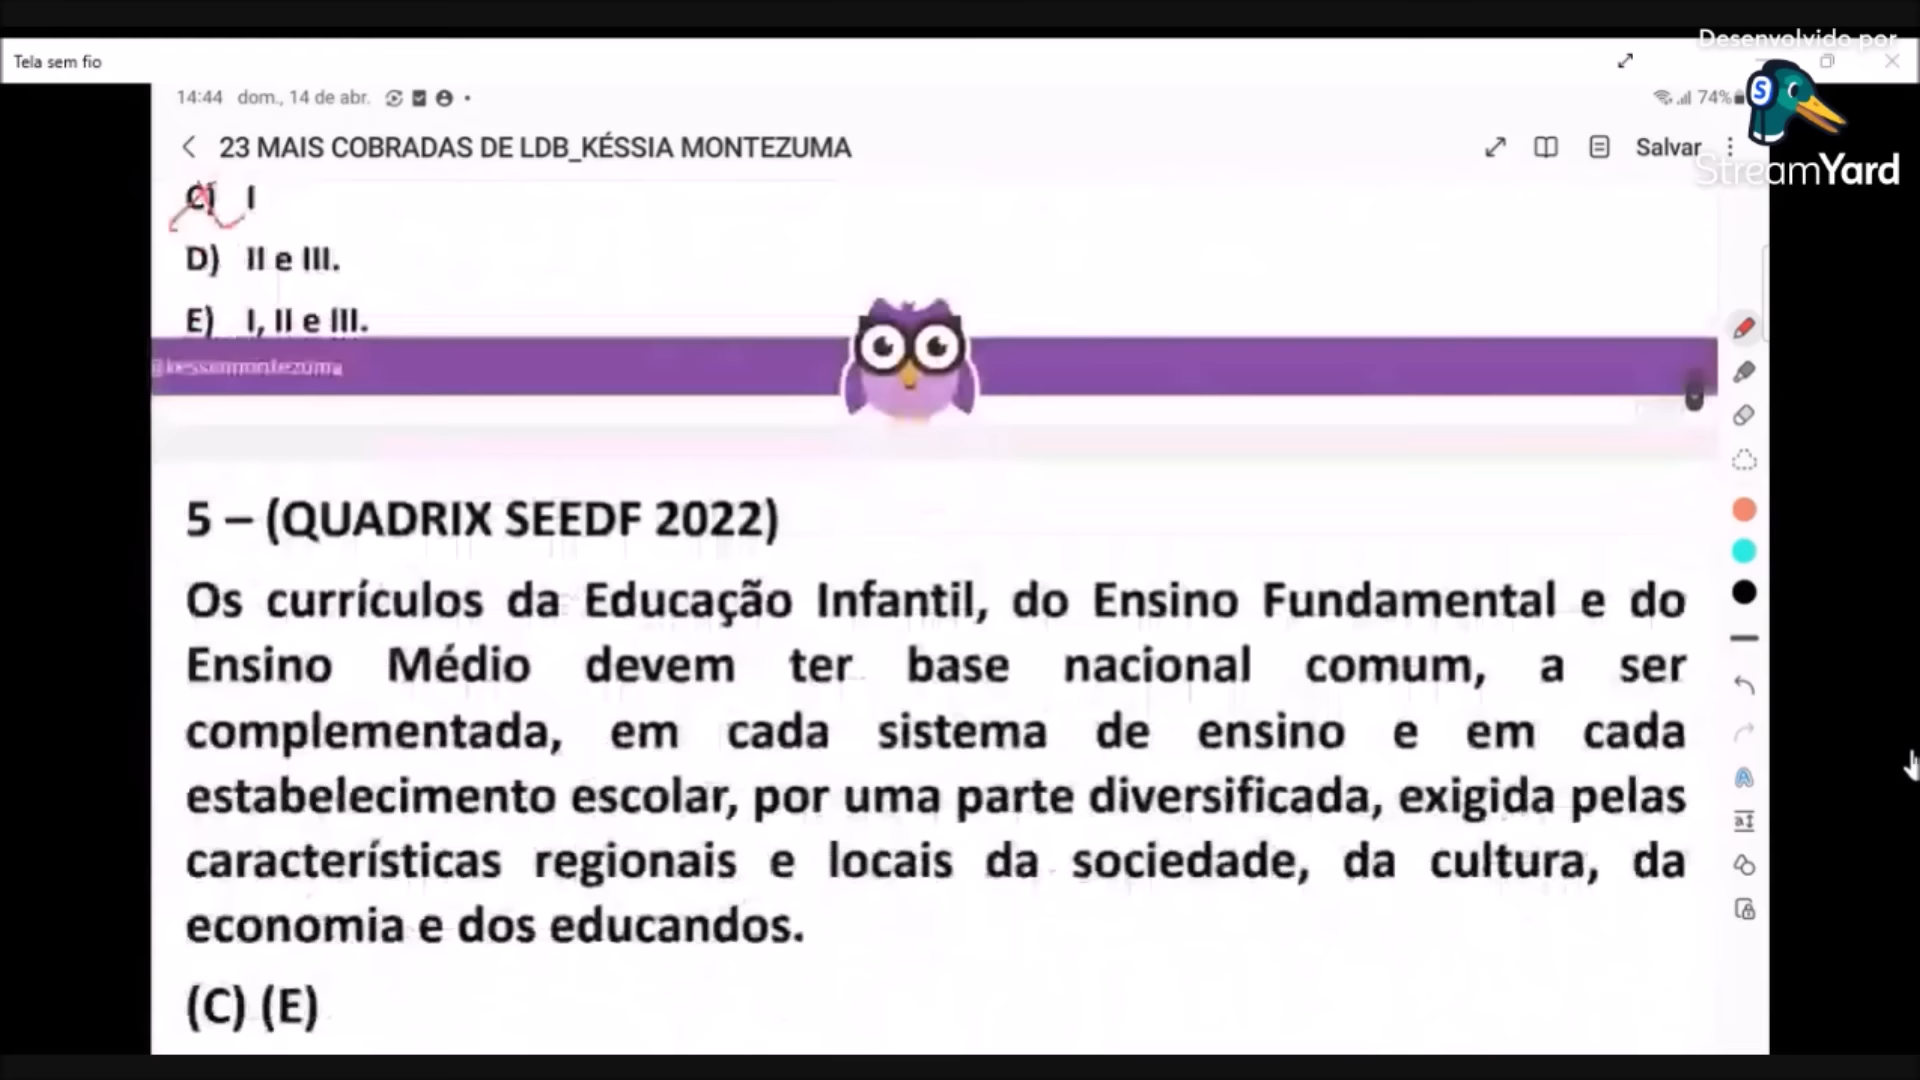 Desenvolvido por
Tela sem fio
14:44 dom., 14 de abr.
74%
23 MAIS COBRADAS DE LDB_KÉSSIA MONTEZUMA
Salvar
StreamYard
C) I
D) II e III.
E) I, II e III.
@kessiamontezuma
5 – (QUADRIX SEEDF 2022)
Os currículos da Educação Infantil, do Ensino Fundamental e do
Ensino Médio devem ter base nacional comum, a ser
complementada, em cada sistema de ensino e em cada
estabelecimento escolar, por uma parte diversificada, exigida pelas
características regionais e locais da sociedade, da cultura, da
economia e dos educandos.
(C) (E)